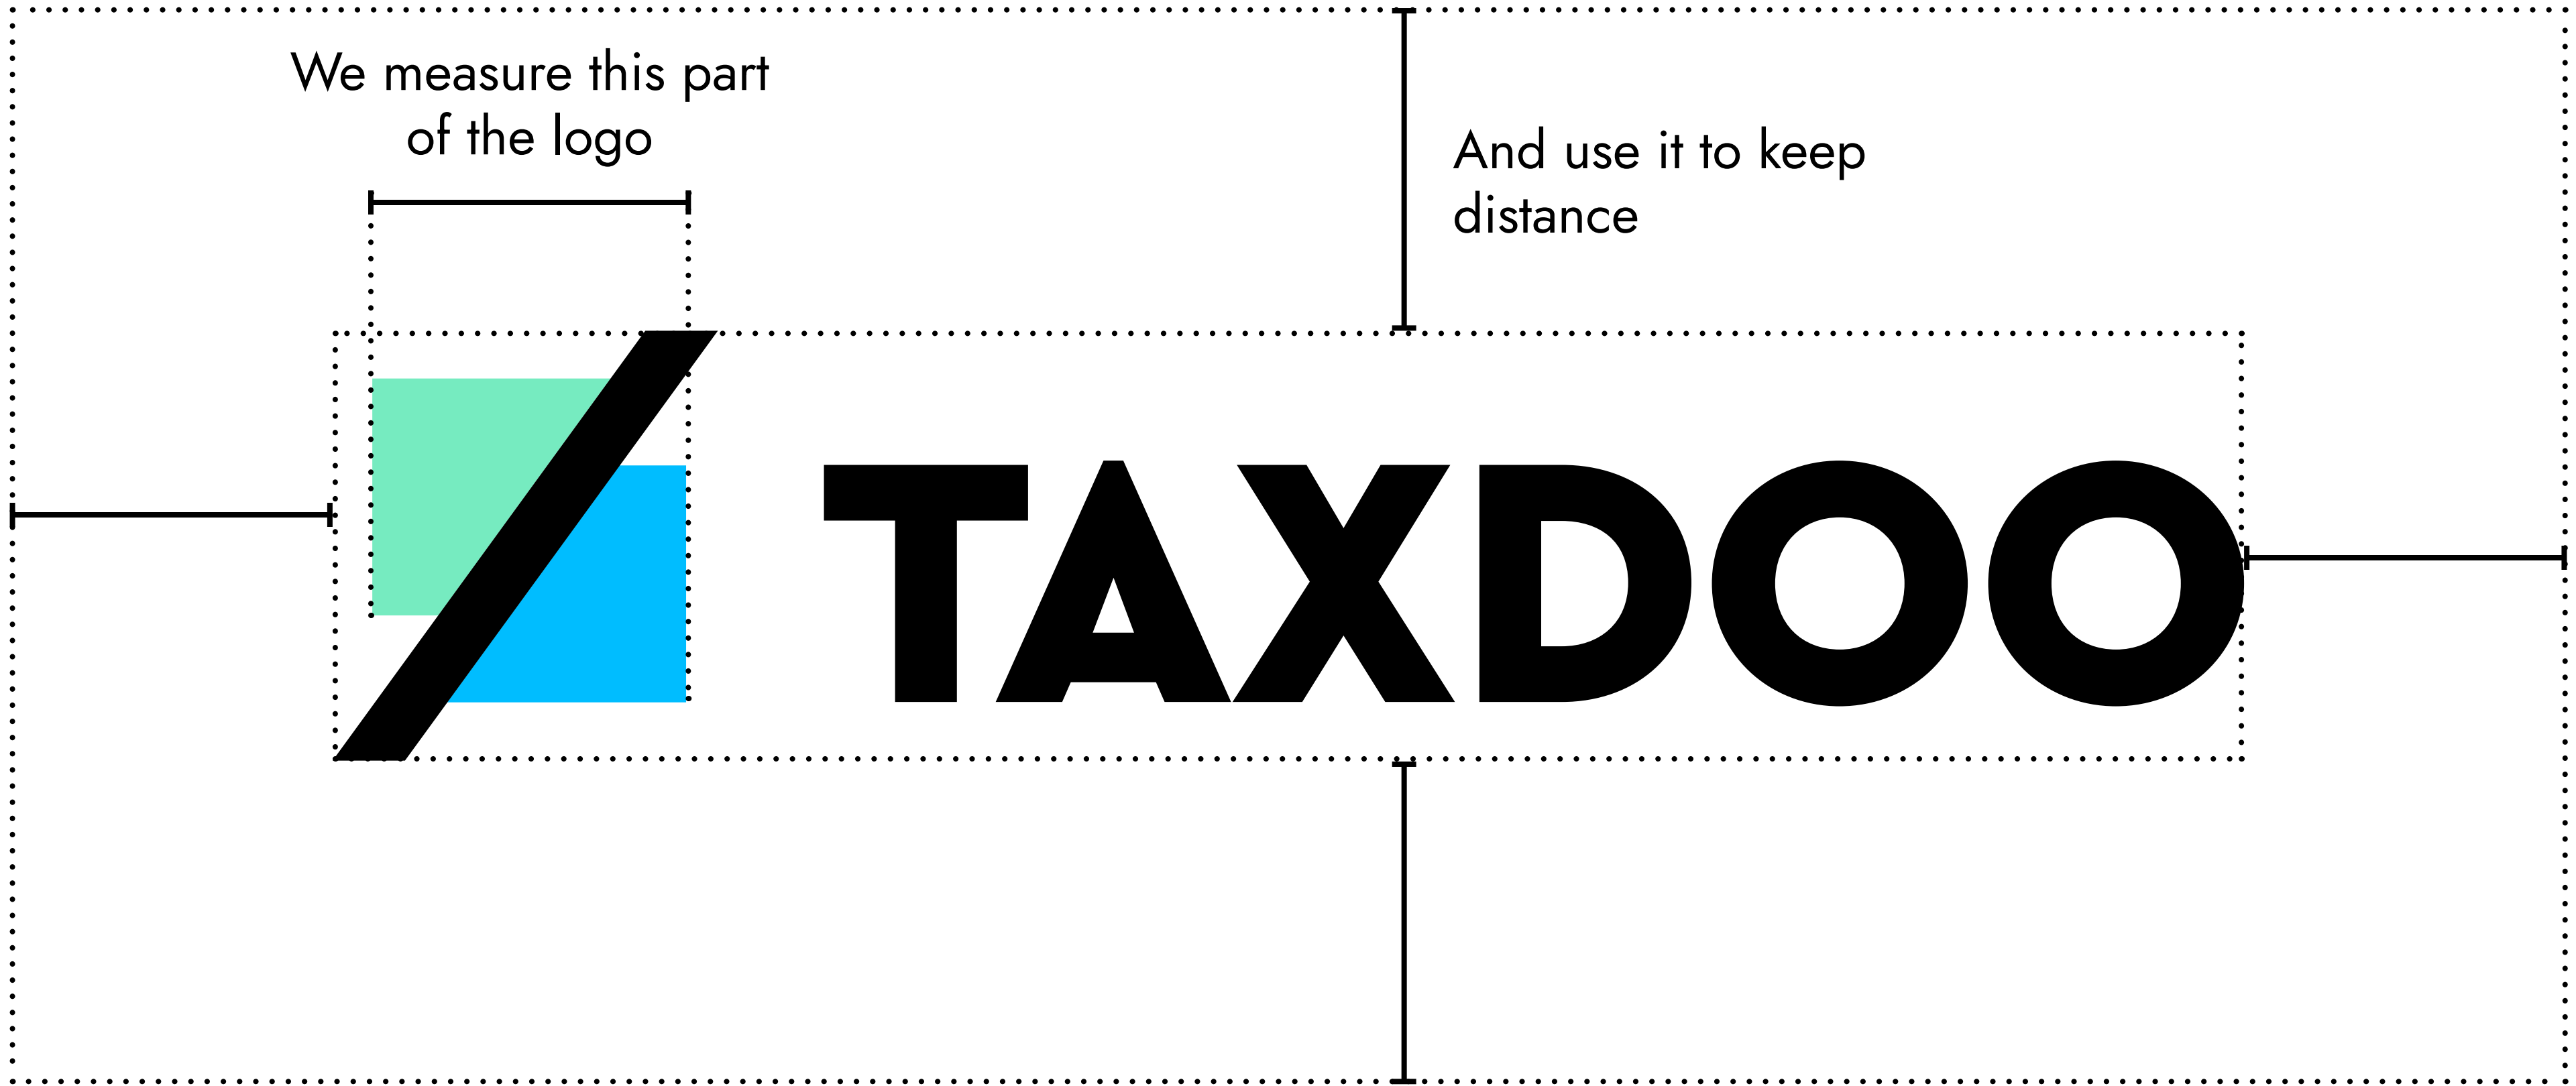 We measure this part
of the logo
And use it to keep
distance
TAXDOO